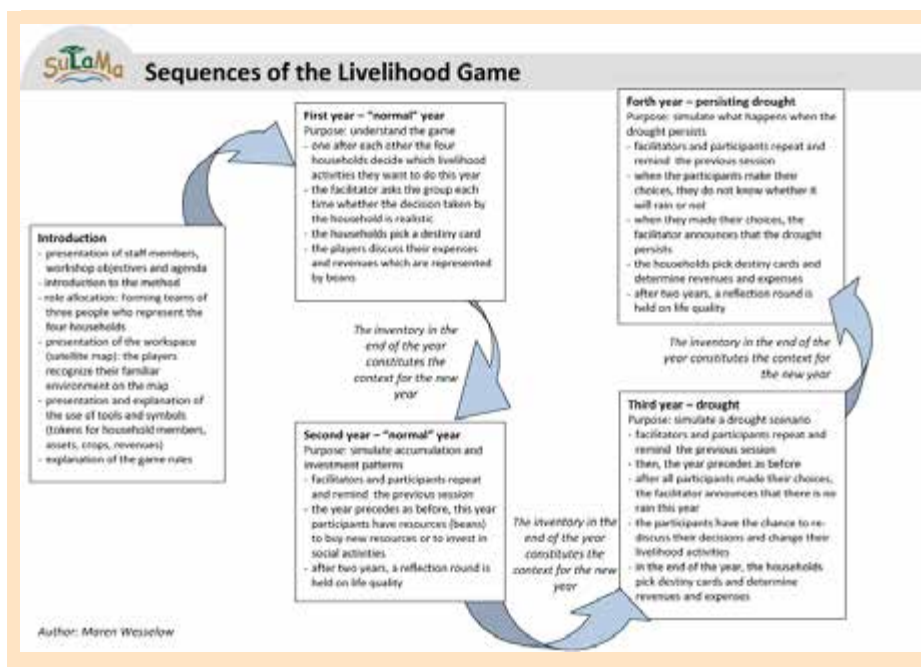 SuLaMa
Sequences of the Livelihood Game
Introduction
- presentation of staff members,
workshop objectives and agenda
- introduction to the method
- role allocation: Forming teams of
three people who represent the
four households
- presentation of the workspace
(satellite map): the players
recognize their familiar
environment on the map
- presentation and explanation of
the use of tools and symbols
(tokens for household members,
assets, crops, revenues)
- explanation of the game rules
First year – "normal" year
Purpose: understand the game
- one after each other the four
households decide which livelihood
activities they want to do this year
- the facilitator asks the group each
time whether the decision taken by
the household is realistic
- the households pick a destiny card
- the players discuss their expenses
and revenues which are represented
by beans
The inventory in the
end of the year
constitutes the
context for the new
year
Second year – "normal" year
Purpose: simulate accumulation and
investment patterns
- facilitators and participants repeat
and remind the previous session
- the year precedes as before, this year
participants have resources (beans)
to buy new resources or to invest in
social activities
- after two years, a reflection round is
held on life quality
The inventory in the
end of the year
constitutes the
context for the new
year
Third year – drought
Purpose: simulate a drought scenario
- facilitators and participants repeat and
remind the previous session
- then, the year precedes as before
- after all participants made their choices,
the facilitator announces that there is no
rain this year
- the participants have the chance to re-
discuss their decisions and change their
livelihood activities
- in the end of the year, the households
pick destiny cards and determine
revenues and expenses
The inventory in the end of the
year constitutes the context for
the new year
Forth year – persisting drought
Purpose: simulate what happens when the
drought persists
- facilitators and participants repeat and
remind the previous session
- when the participants make their
choices, they do not know whether it
will rain or not
- when they made their choices, the
facilitator announces that the drought
persists
- the households pick destiny cards and
determine revenues and expenses
- after two years, a reflection round is
held on life quality
Author: Maren Wesselow